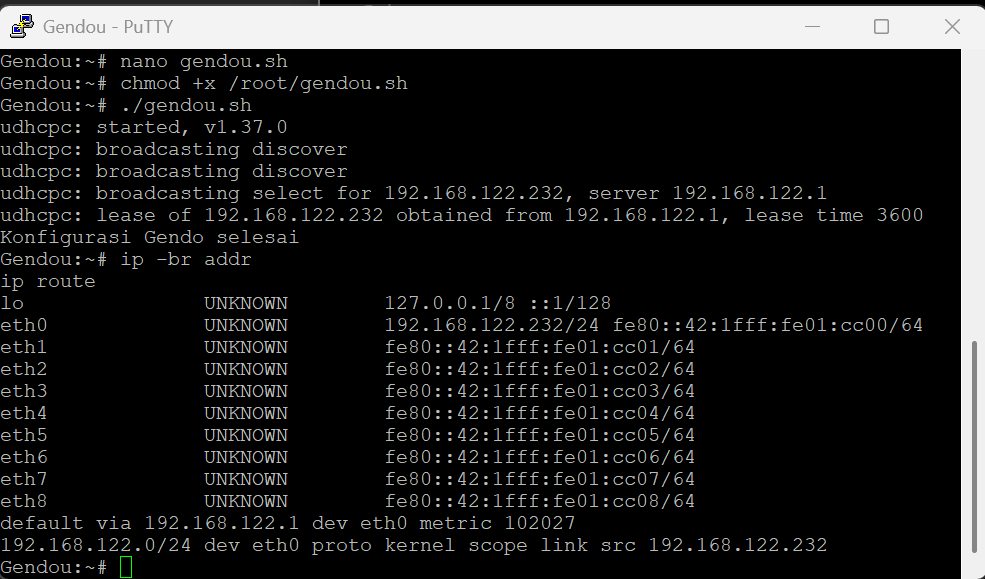 Gendou - PuTTY
Gendou:~# nano gendou.sh
Gendou:~# chmod +x /root/gendou.sh
Gendou:~# ./gendou.sh
udhcpc: started, v1.37.0
udhcpc: broadcasting discover
udhcpc: broadcasting discover
udhcpc: broadcasting select for 192.168.122.232, server 192.168.122.1
udhcpc: lease of 192.168.122.232 obtained from 192.168.122.1, lease time 3600
Konfigurasi Gendo selesai
Gendou:~# ip -br addr
ip route
lo UNKNOWN 127.0.0.1/8 ::1/128
eth0 UNKNOWN 192.168.122.232/24 fe80::42:1fff:fe01:cc00/64
eth1 UNKNOWN fe80::42:1fff:fe01:cc01/64
eth2 UNKNOWN fe80::42:1fff:fe01:cc02/64
eth3 UNKNOWN fe80::42:1fff:fe01:cc03/64
eth4 UNKNOWN fe80::42:1fff:fe01:cc04/64
eth5 UNKNOWN fe80::42:1fff:fe01:cc05/64
eth6 UNKNOWN fe80::42:1fff:fe01:cc06/64
eth7 UNKNOWN fe80::42:1fff:fe01:cc07/64
eth8 UNKNOWN fe80::42:1fff:fe01:cc08/64
default via 192.168.122.1 dev eth0 metric 102027
192.168.122.0/24 dev eth0 proto kernel scope link src 192.168.122.232
Gendou:~#